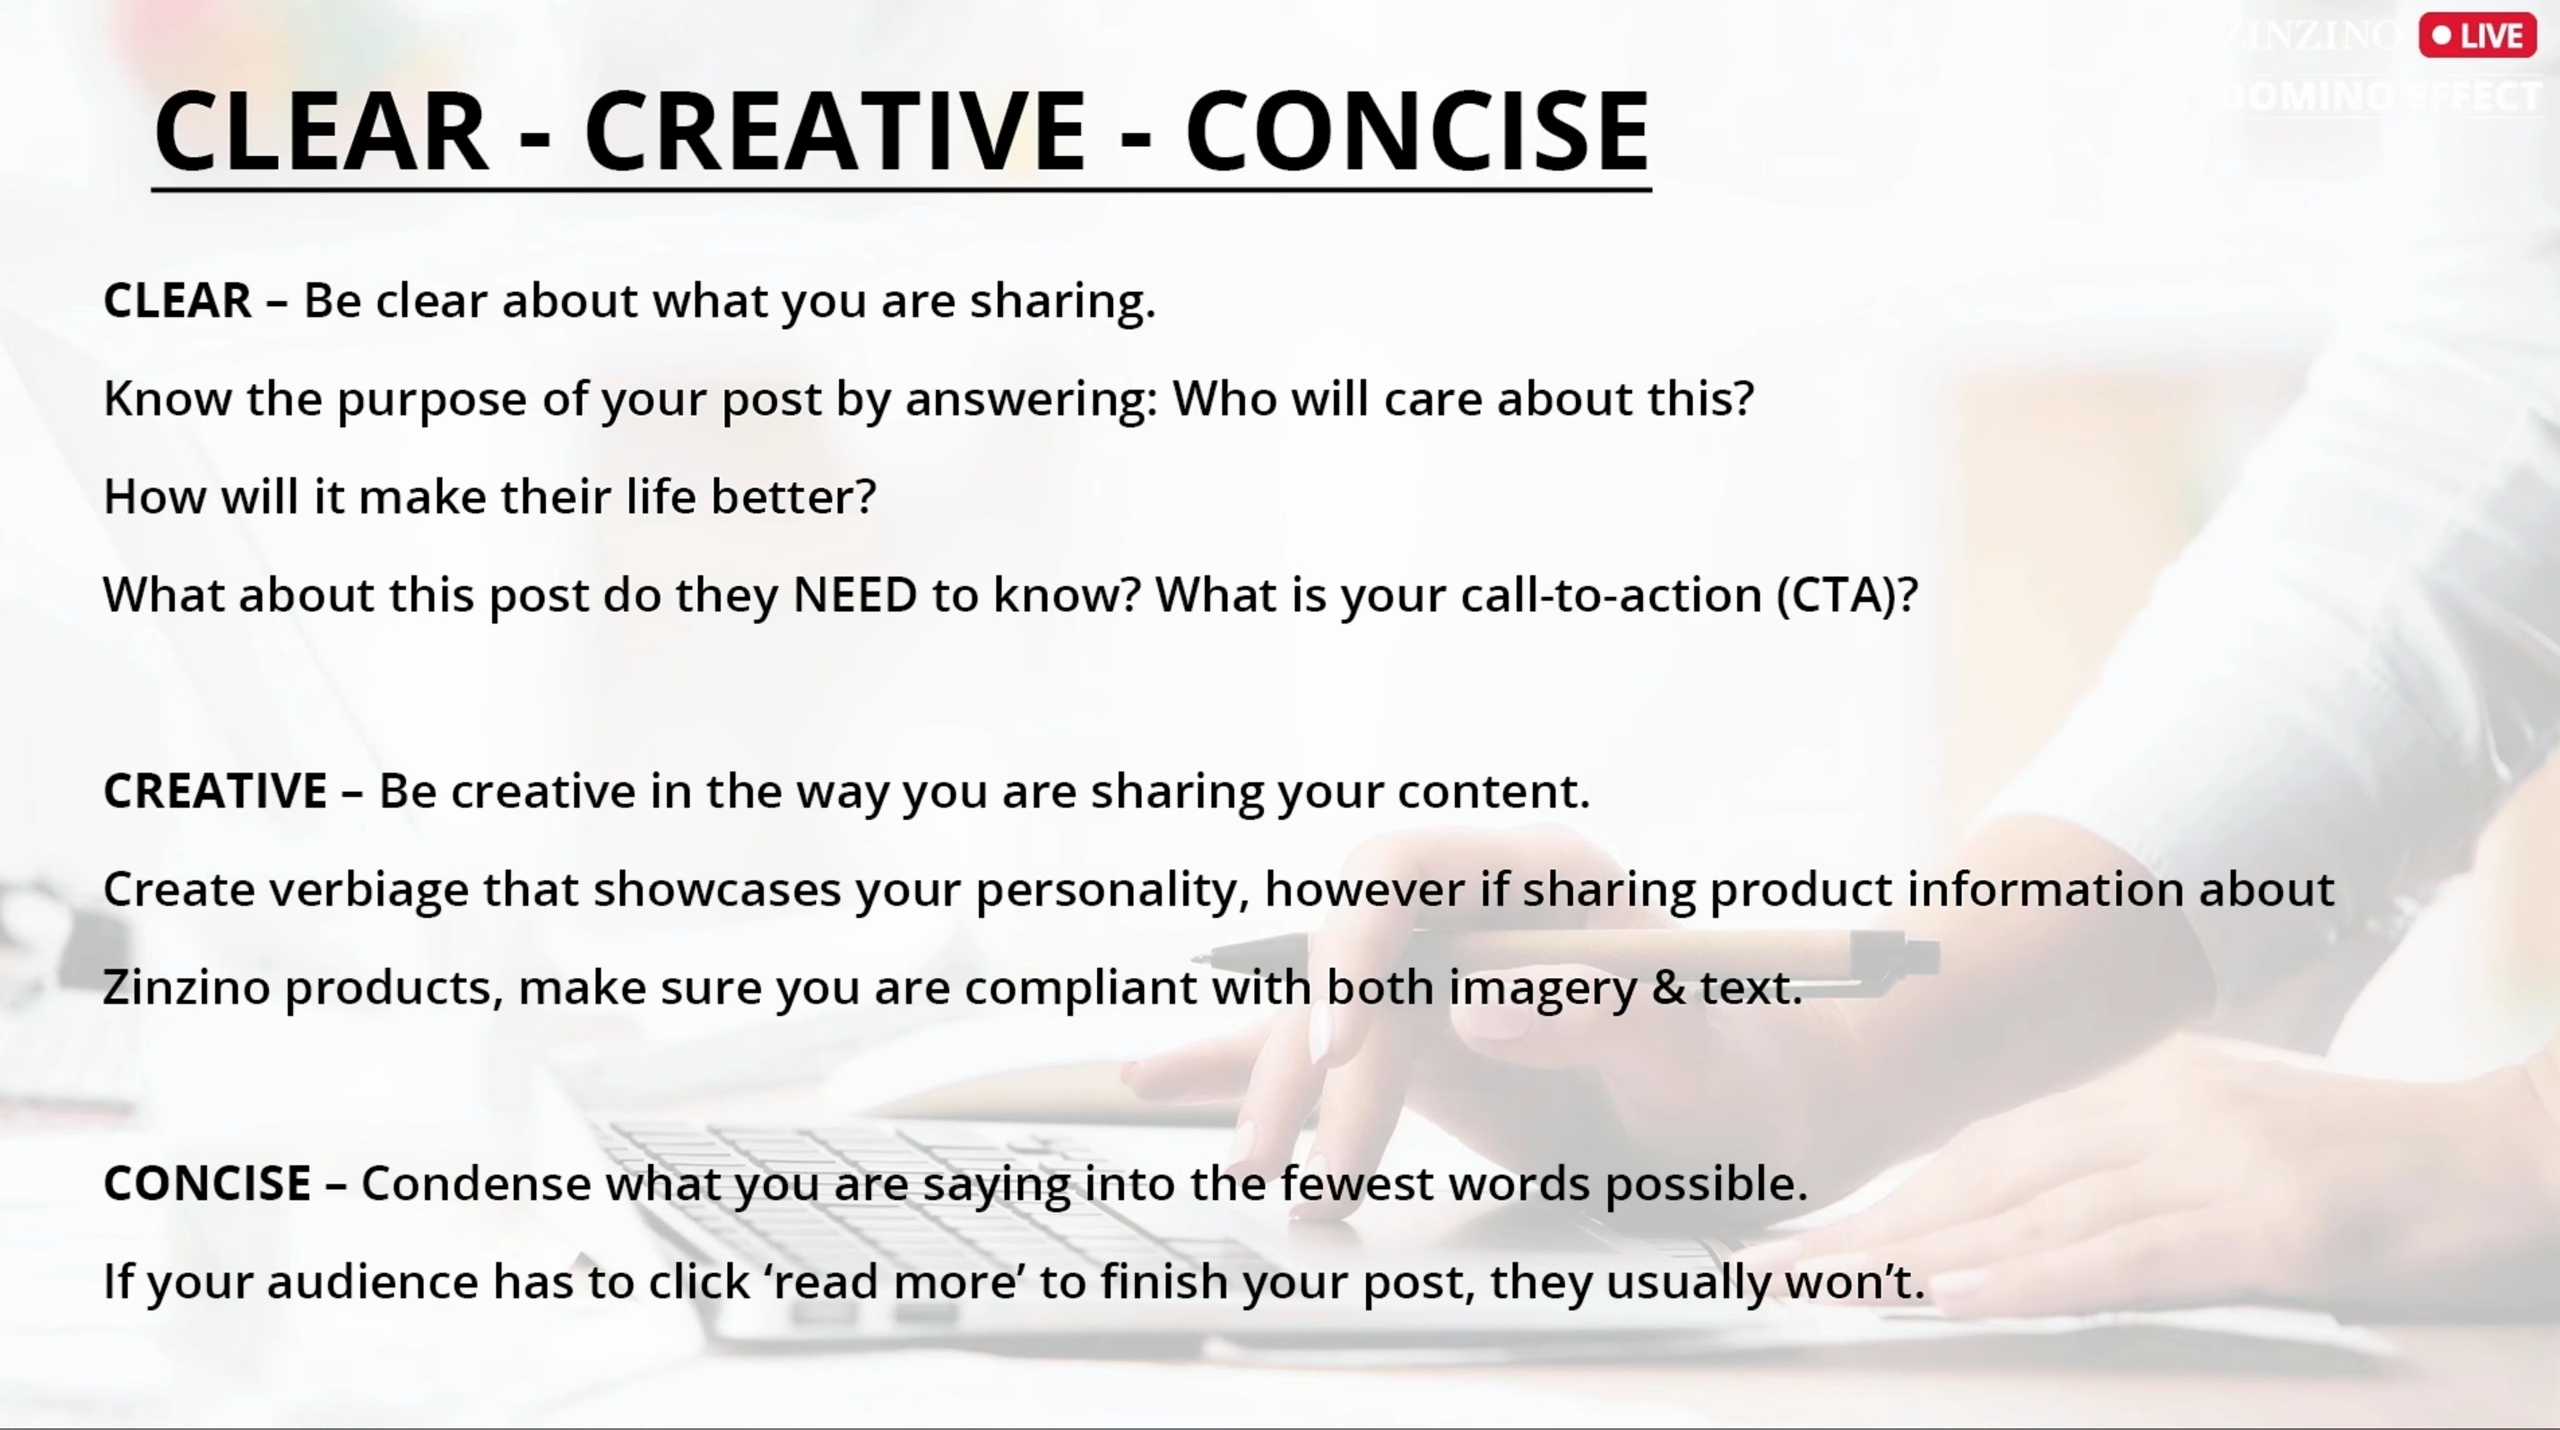 ZINZINO
LIVE
DOMINO EFFECT
CLEAR - CREATIVE - CONCISE
CLEAR – Be clear about what you are sharing.
Know the purpose of your post by answering: Who will care about this?
How will it make their life better?
What about this post do they NEED to know? What is your call-to-action (CTA)?
CREATIVE – Be creative in the way you are sharing your content.
Create verbiage that showcases your personality, however if sharing product information about
Zinzino products, make sure you are compliant with both imagery & text.
CONCISE – Condense what you are saying into the fewest words possible.
If your audience has to click ‘read more’ to finish your post, they usually won’t.